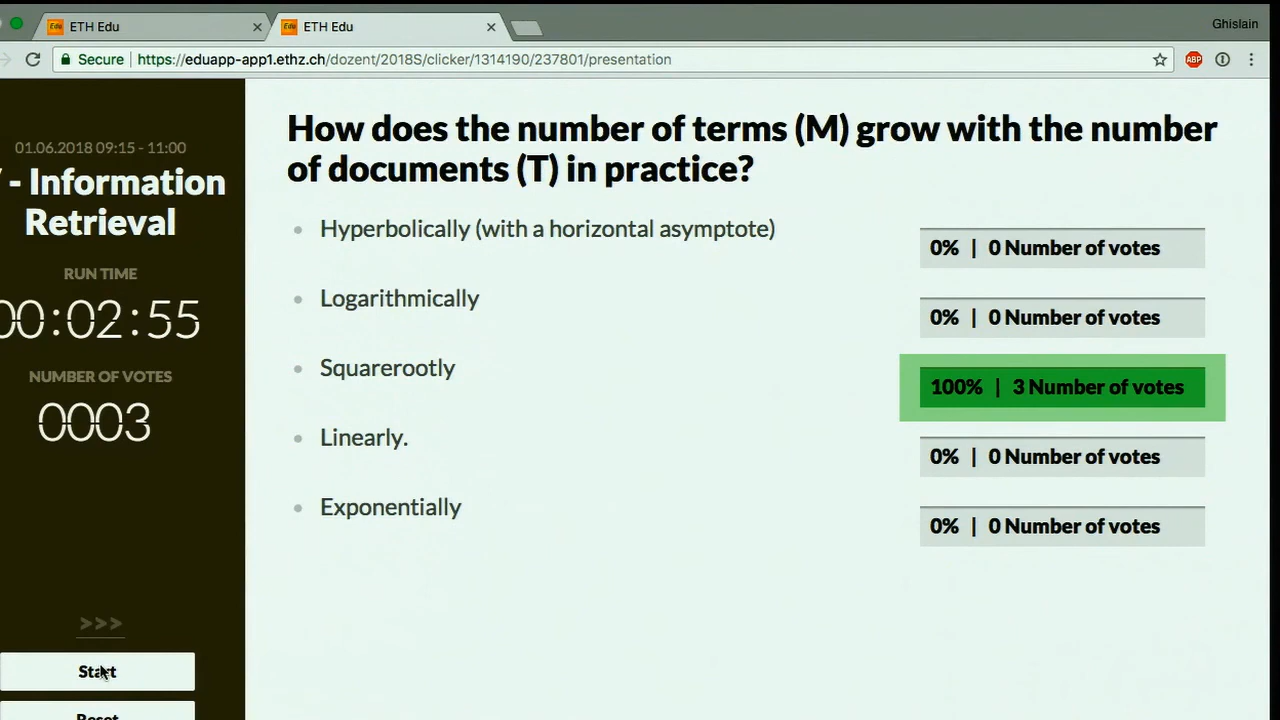 ETH Edu
ETH Edu
Ghislain
Secure https://eduapp-app1.ethz.ch/dozent/2018S/clicker/1314190/237801/presentation
ABP
01.06.2018 09:15 - 11:00
- Information
Retrieval
RUN TIME
00:02:55
NUMBER OF VOTES
0003
>>>
Start
Reset
How does the number of terms (M) grow with the number
of documents (T) in practice?
Hyperbolically (with a horizontal asymptote)
0% | 0 Number of votes
Logarithmically
0% | 0 Number of votes
Squarerootly
100% | 3 Number of votes
Linearly.
0% | 0 Number of votes
Exponentially
0% | 0 Number of votes